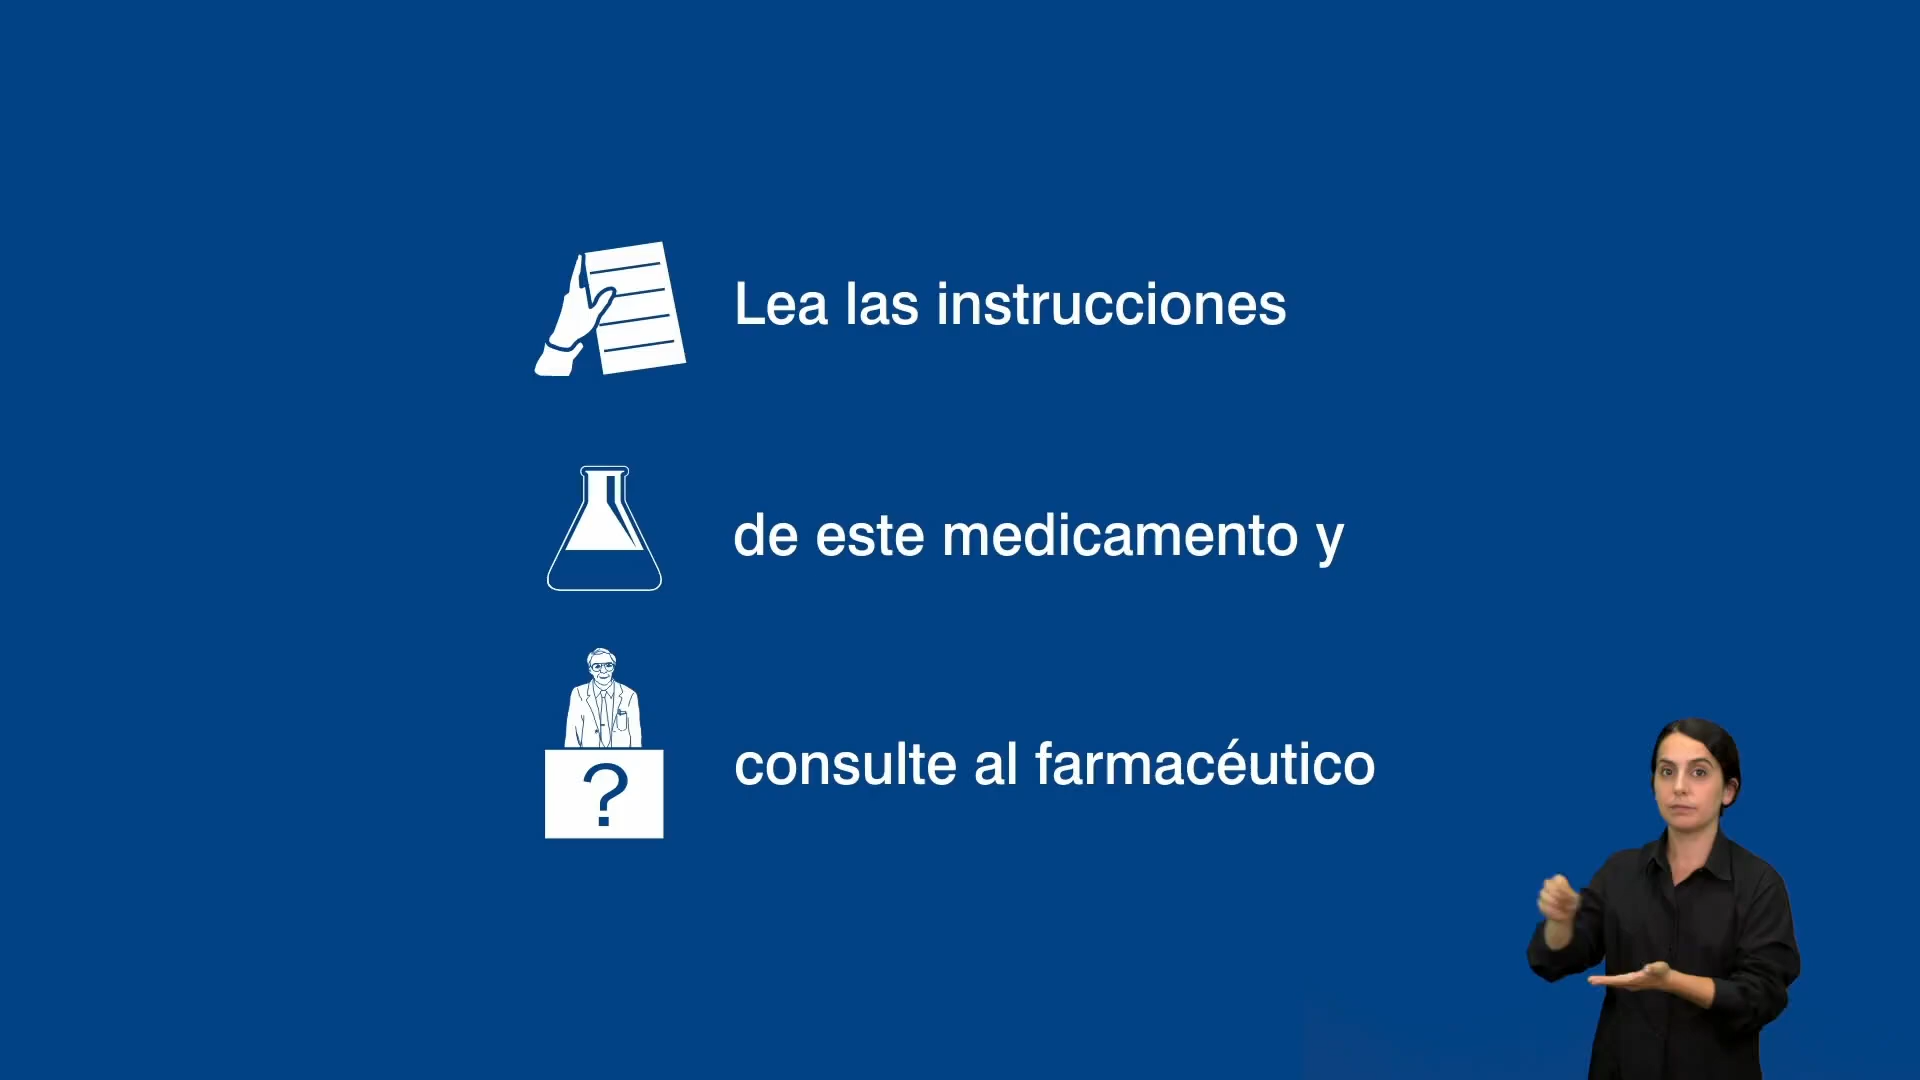 Lea las instrucciones
de este medicamento y
consulte al farmacéutico
?